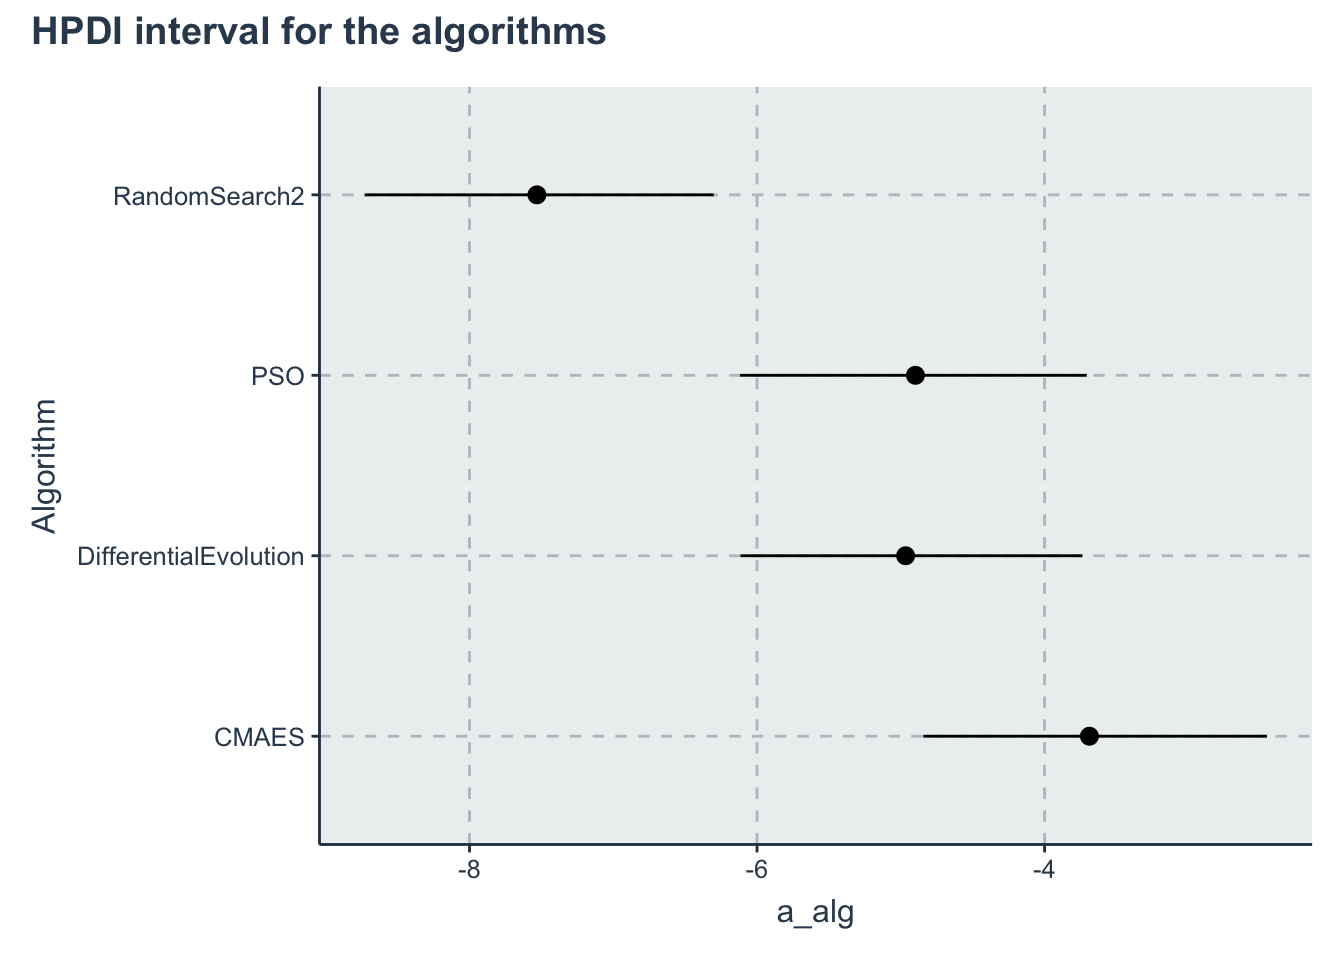 HPDI interval for the algorithms
Algorithm
RandomSearch2
PSO
DifferentialEvolution
CMAES
-8
-6
-4
a_alg